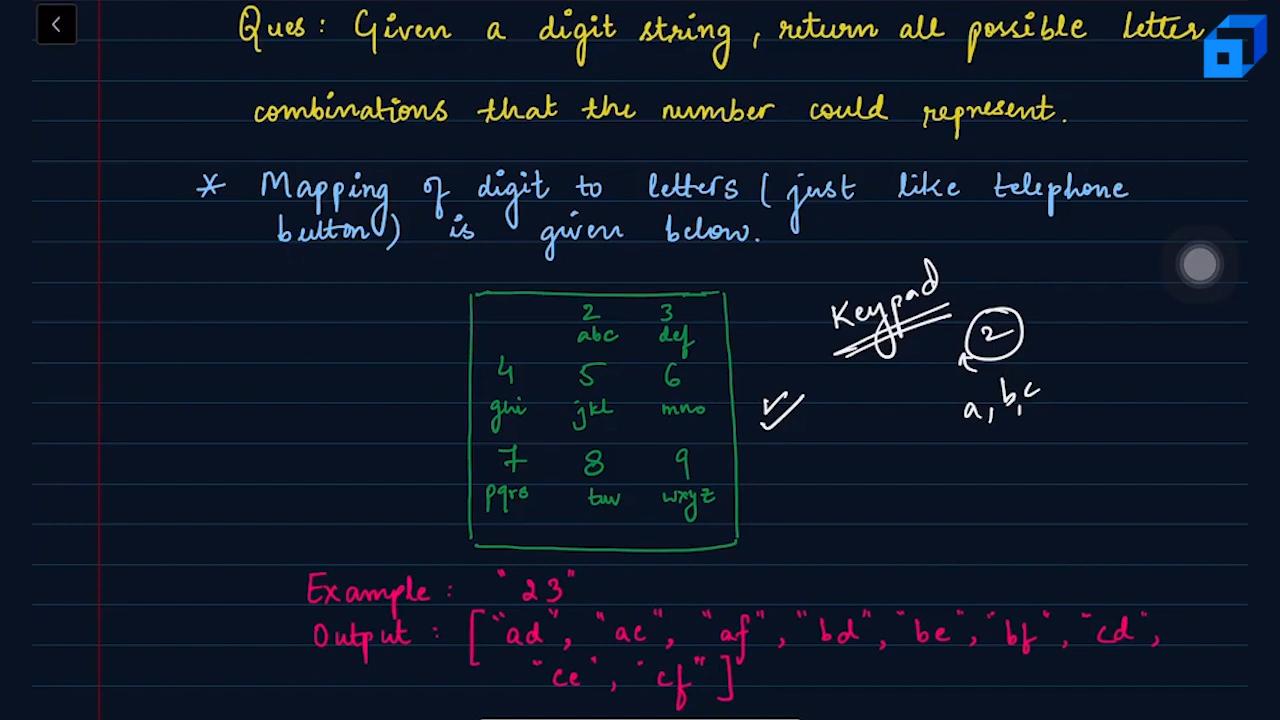 Ques: Given a digit string, return all possible letter
combinations that the number could represent.
* Mapping of digit to letters (just like telephone
button) is given below.
Keypad
2 3
abc def
2
4 5 6
ghi jkl mno
a, b, c
7 8 9
pqrs tuv wxyz
Example: "23"
Output: ["ad", "ae", "af", "bd", "be", "bf", "cd",
"ce", "cf"]